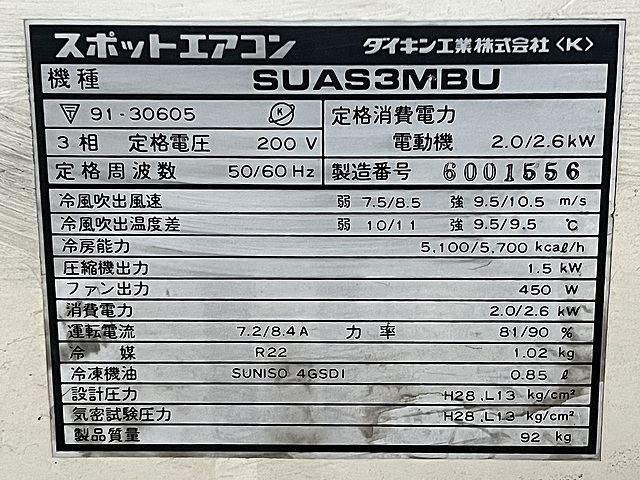 スポットエアコン ダイキン工業株式会社〈K〉
機種 SUAS3MBU
▽ 91-30605 K
定格消費電力
3相 定格電圧 200 V
電動機 2.0/2.6kW
定格周波数 50/60 Hz
製造番号 6001556
冷風吹出風速 弱 7.5/8.5 強 9.5/10.5 m/s
冷風吹出温度差 弱 10/11 強 9.5/9.5 ℃
冷房能力 5,100/5,700 kcaℓ/h
圧縮機出力 1.5 kW
ファン出力 450 W
消費電力 2.0/2.6 kW
運転電流 7.2/8.4A 力率 81/90 %
冷媒 R22 1.02 kg
冷凍機油 SUNISO 4GSDI 0.85 ℓ
設計圧力 H28,L13 kg/cm²
気密試験圧力 H28,L13 kg/cm²
製品質量 92 kg